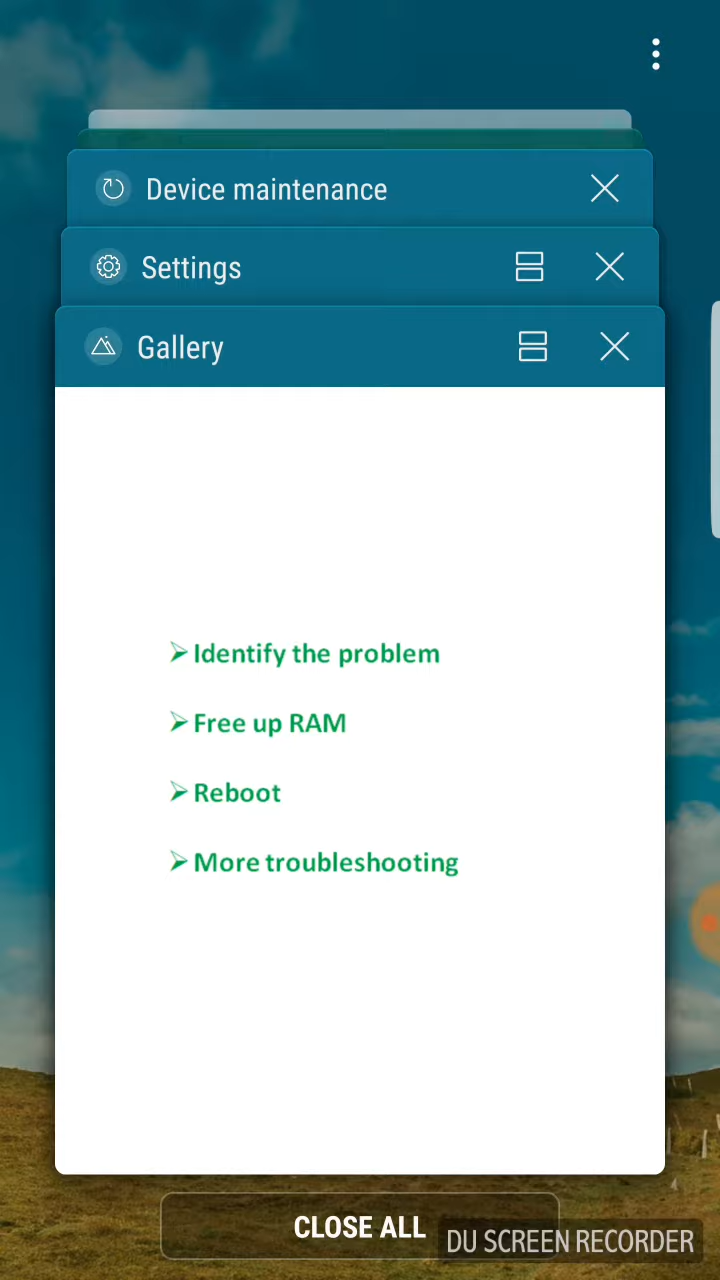 Device maintenance
Settings
Gallery
Identify the problem
Free up RAM
Reboot
More troubleshooting
CLOSE ALL
DU SCREEN RECORDER